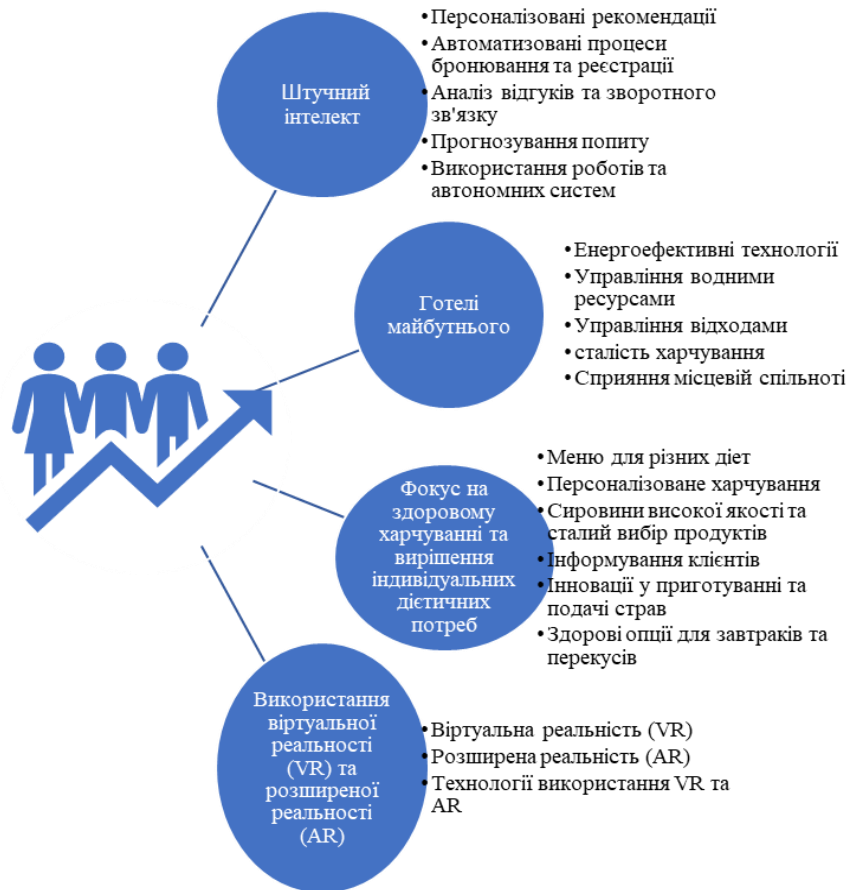 Штучний
інтелект
• Персоналізовані рекомендації
• Автоматизовані процеси
бронювання та реєстрації
• Аналіз відгуків та зворотного
зв'язку
• Прогнозування попиту
• Використання роботів та
автономних систем
Готелі
майбутнього
• Енергоефективні технології
• Управління водними
ресурсами
• Управління відходами
• сталість харчування
• Сприяння місцевій спільноті
Фокус на
здоровому
харчуванні та
вирішення
індивідуальних
дієтичних
потреб
• Меню для різних діет
• Персоналізоване харчування
• Сировини високої якості та
сталий вибір продуктів
• Інформування клієнтів
• Інновації у приготуванні та
подачі страв
• Здорові опції для завтраків та
перекусів
Використання
віртуальної
реальності
(VR) та
розширеної
реальності
(AR)
• Віртуальна реальність (VR)
• Розширена реальність (AR)
• Технології використання VR та
AR